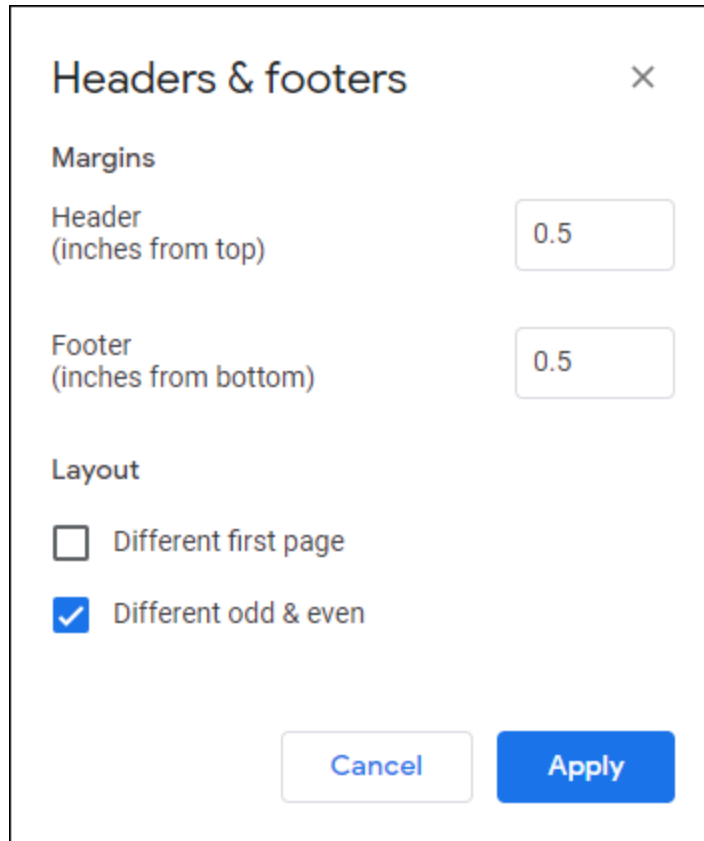 Headers & footers
Margins
Header
(inches from top)
0.5
Footer
(inches from bottom)
0.5
Layout
Different first page
Different odd & even
Cancel
Apply